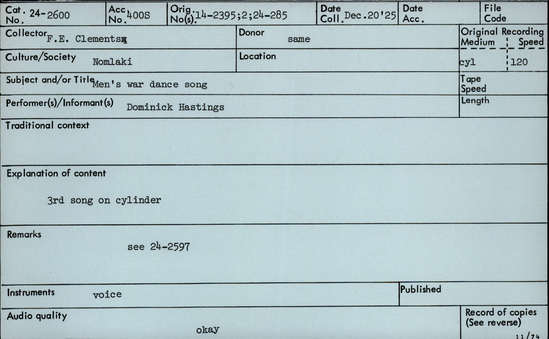 Cat. No. 24-2600 Acc. No. 400S Orig. No(s). 14-2395;2;24-285 Date Coll. Dec.20'25 Date Acc. File Code
Collector F.E. Clements Donor same Original Recording Medium Speed
Culture/Society Nomlaki Location cyl 120
Subject and/or Title Men's war dance song Tape Speed
Performer(s)/Informant(s) Dominick Hastings Length
Traditional context
Explanation of content
3rd song on cylinder
Remarks
see 24-2597
Instruments voice Published
Audio quality Record of copies (See reverse)
okay
11/74